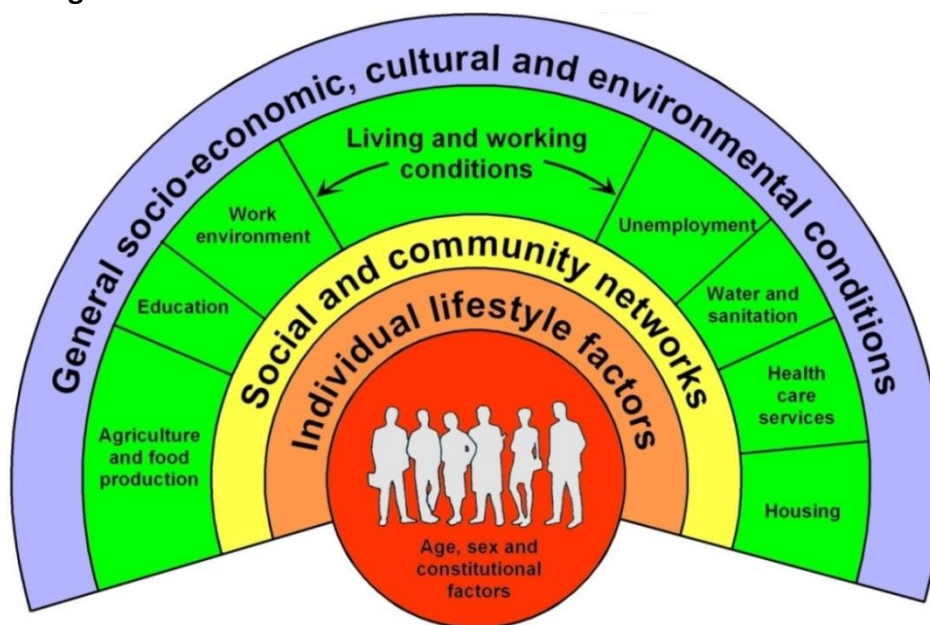 g
General socio-economic, cultural and environmental conditions
Living and working
conditions
Work
environment
Unemployment
Education
Water and
sanitation
Agriculture
and food
production
Health
care
services
Housing
Social and community networks
Individual lifestyle factors
Age, sex and
constitutional
factors